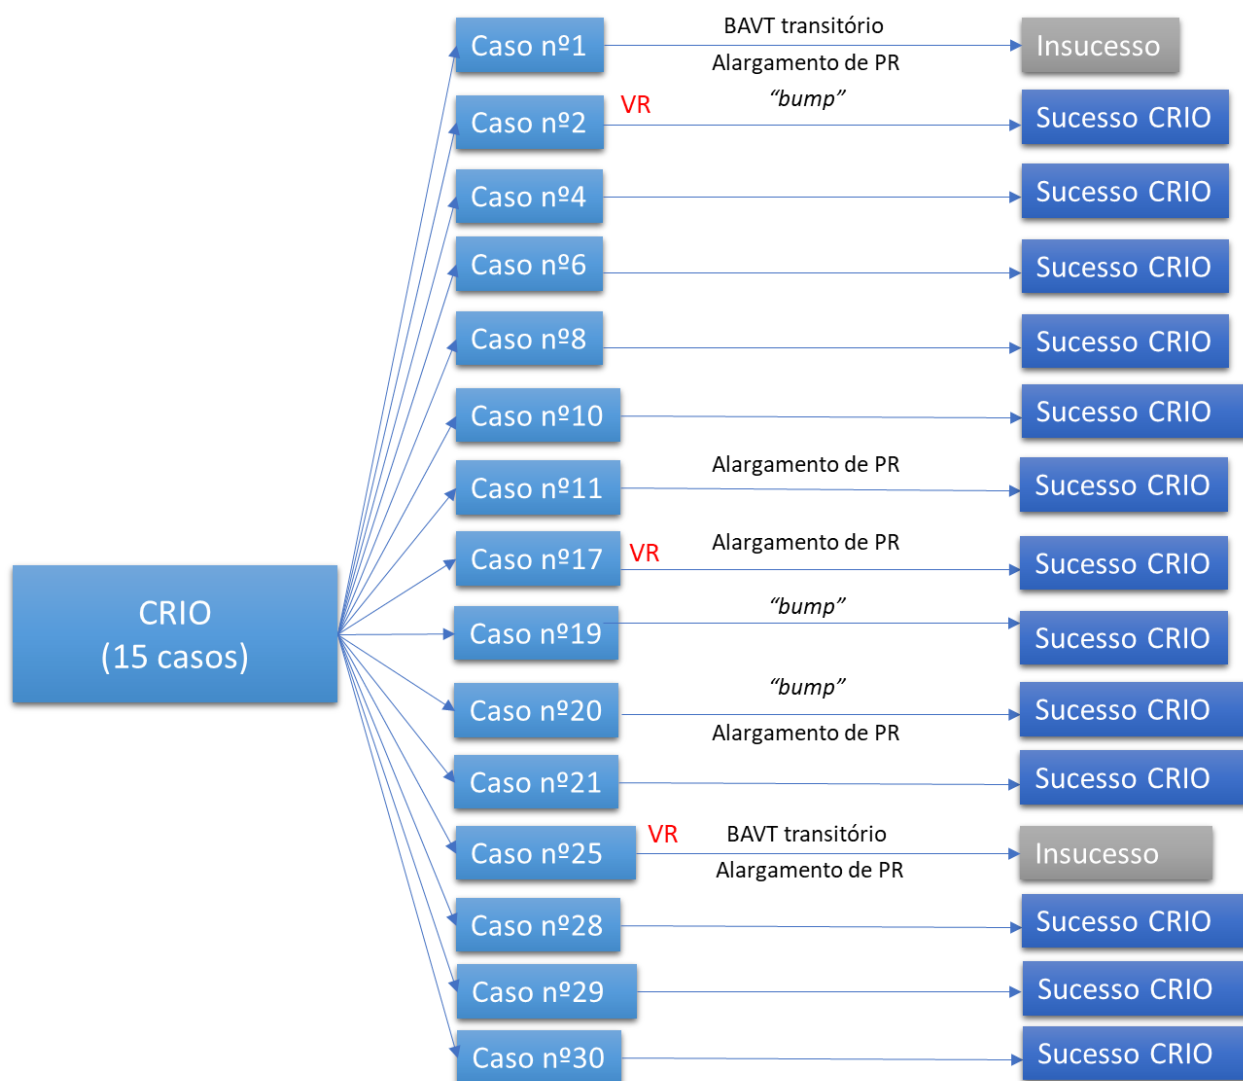 Caso nº1
BAVT transitório
Alargamento de PR
Insucesso
Caso nº2
VR
“bump”
Sucesso CRIO
Caso nº4
Sucesso CRIO
Caso nº6
Sucesso CRIO
Caso nº8
Sucesso CRIO
Caso nº10
Sucesso CRIO
Caso nº11
Alargamento de PR
Sucesso CRIO
Caso nº17
VR
Alargamento de PR
Sucesso CRIO
CRIO
(15 casos)
Caso nº19
“bump”
Sucesso CRIO
Caso nº20
“bump”
Alargamento de PR
Sucesso CRIO
Caso nº21
Sucesso CRIO
Caso nº25
VR
BAVT transitório
Alargamento de PR
Insucesso
Caso nº28
Sucesso CRIO
Caso nº29
Sucesso CRIO
Caso nº30
Sucesso CRIO